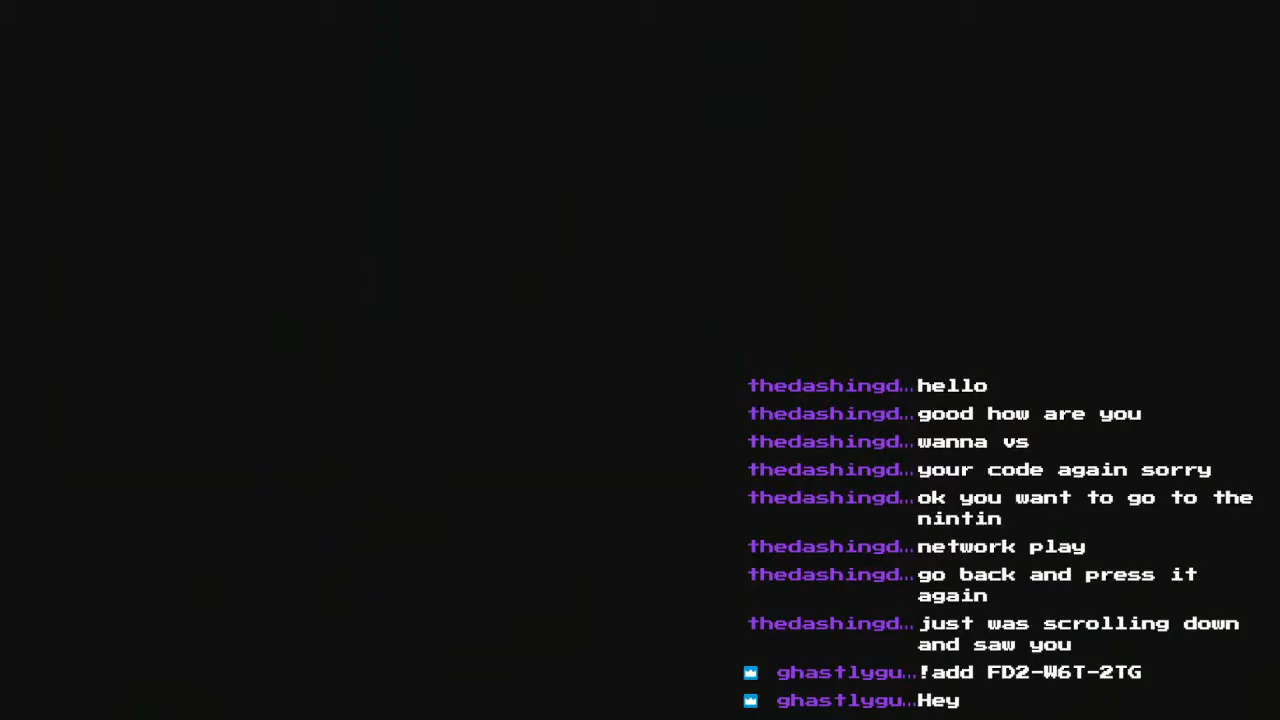 thedashingd… hello
thedashingd… good how are you
thedashingd… wanna vs
thedashingd… your code again sorry
thedashingd… ok you want to go to the
nintin
thedashingd… network play
thedashingd… go back and press it
again
thedashingd… just was scrolling down
and saw you
ghastlygu… !add FD2-W6T-2TG
ghastlygu… Hey